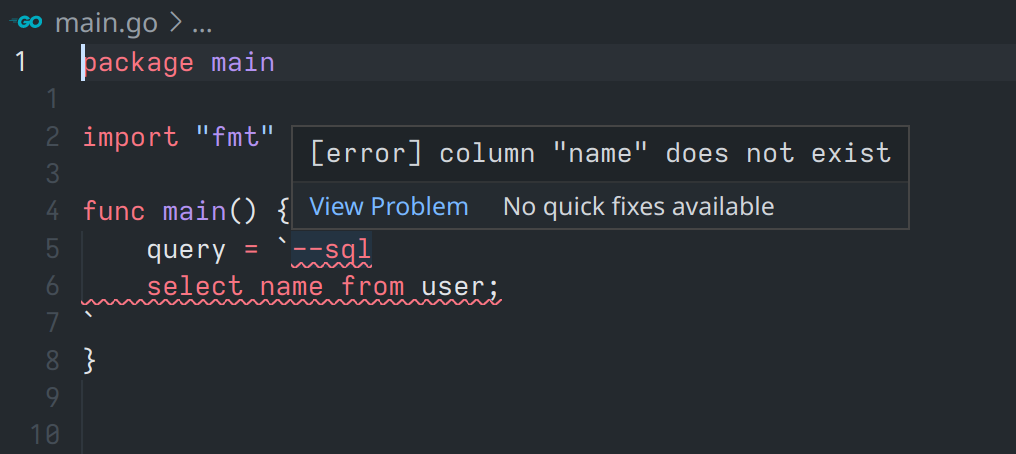 GO main.go > ...
1 package main
1
2 import "fmt"
[error] column "name" does not exist
3
View Problem No quick fixes available
4 func main() {
5 query = `--sql
6 select name from user;
7 `
8 }
9
10